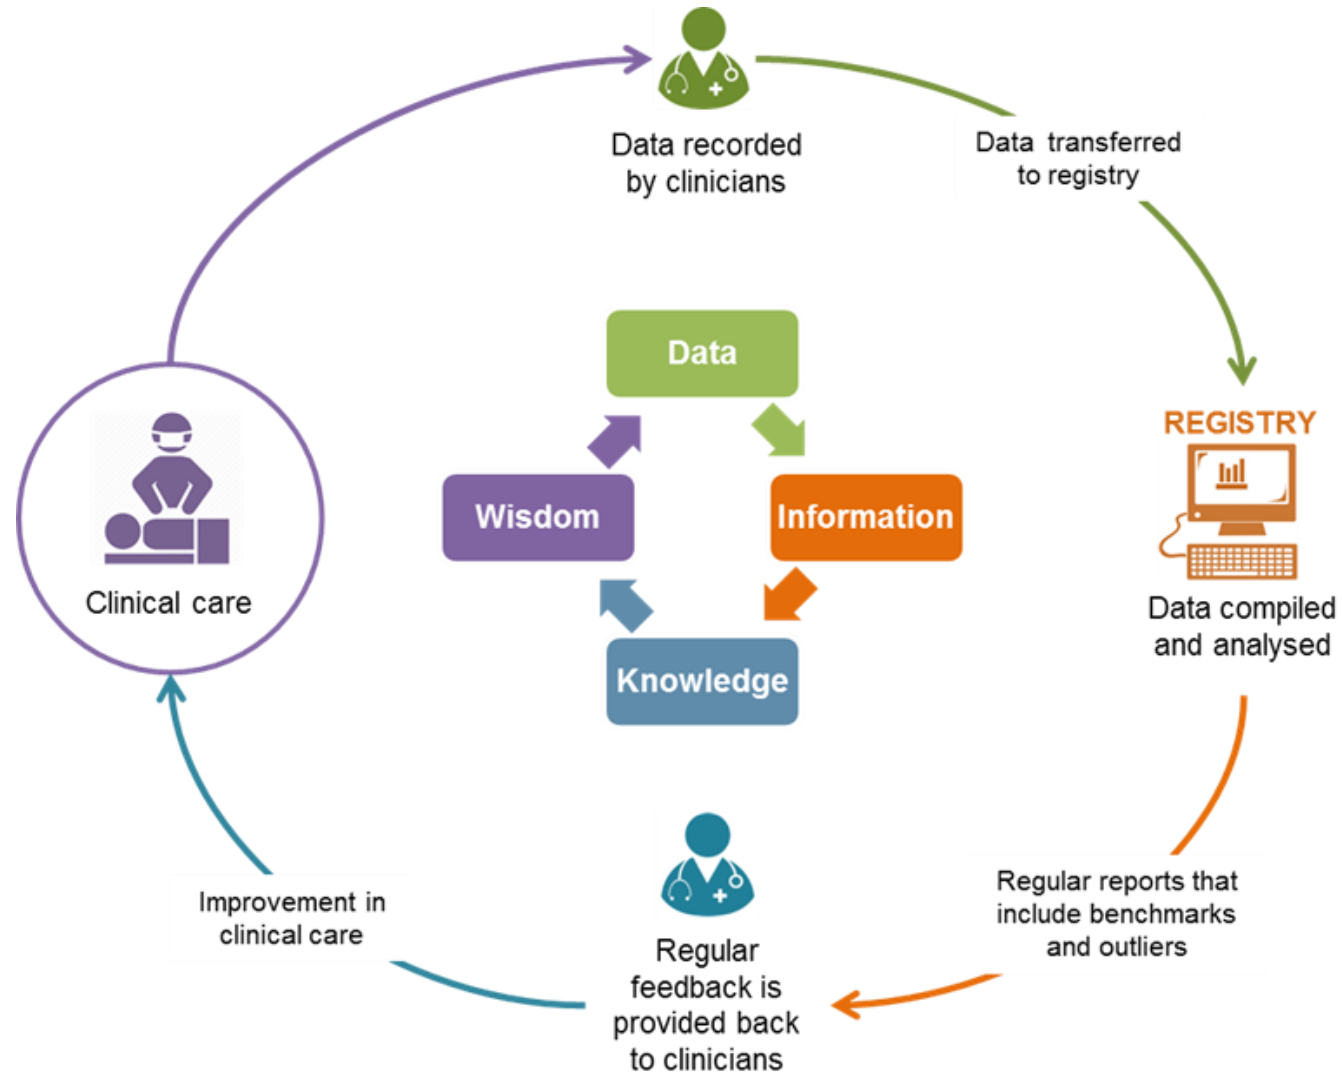 Data recorded
by clinicians
Data transferred
to registry
Data
REGISTRY
Wisdom
Information
Clinical care
Data compiled
and analysed
Knowledge
Improvement in
clinical care
Regular reports that
include benchmarks
and outliers
Regular
feedback is
provided back
to clinicians